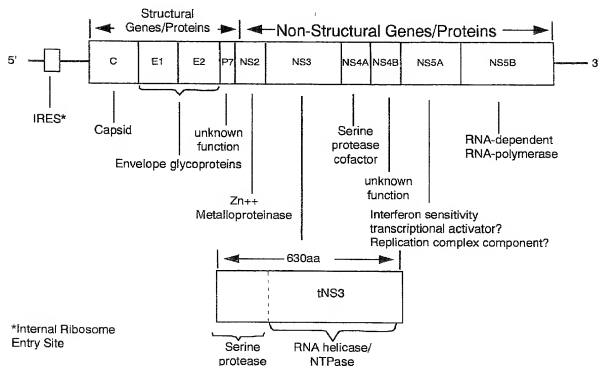 Structural
Genes/Proteins
Non-Structural Genes/Proteins
5'
C
E1
E2
P7
NS2
NS3
NS4A
NS4B
NS5A
NS5B
3'
IRES*
Capsid
Envelope glycoproteins
unknown
function
Zn++
Metalloproteinase
Serine
protease
cofactor
unknown
function
Interferon sensitivity
transcriptional activator?
Replication complex component?
RNA-dependent
RNA-polymerase
630aa
tNS3
Serine
protease
RNA helicase/
NTPase
*Internal Ribosome
Entry Site